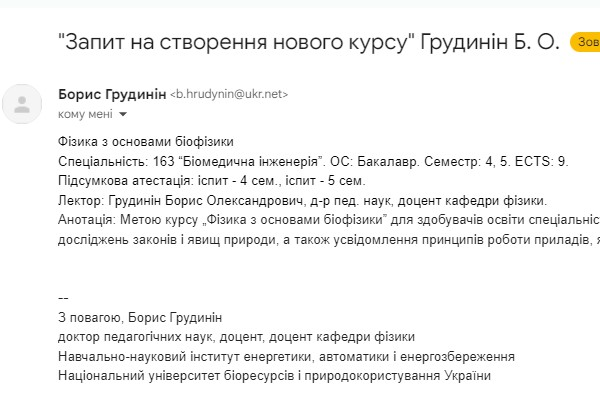 "Запит на створення нового курсу" Грудинін Б. О.
Зов
Борис Грудинін <b.hrudynin@ukr.net>
кому мені
Фізика з основами біофізики
Спеціальність: 163 “Біомедична інженерія”. ОС: Бакалавр. Семестр: 4, 5. ECTS: 9.
Підсумкова атестація: іспит - 4 сем., іспит - 5 сем.
Лектор: Грудинін Борис Олександрович, д-р пед. наук, доцент кафедри фізики.
Анотація: Метою курсу „Фізика з основами біофізики” для здобувачів освіти спеціальніс
досліджень законів і явищ природи, а також усвідомлення принципів роботи приладів, я
--
З повагою, Борис Грудинін
доктор педагогічних наук, доцент, доцент кафедри фізики
Навчально-науковий інститут енергетики, автоматики і енергозбереження
Національний університет біоресурсів і природокористування України